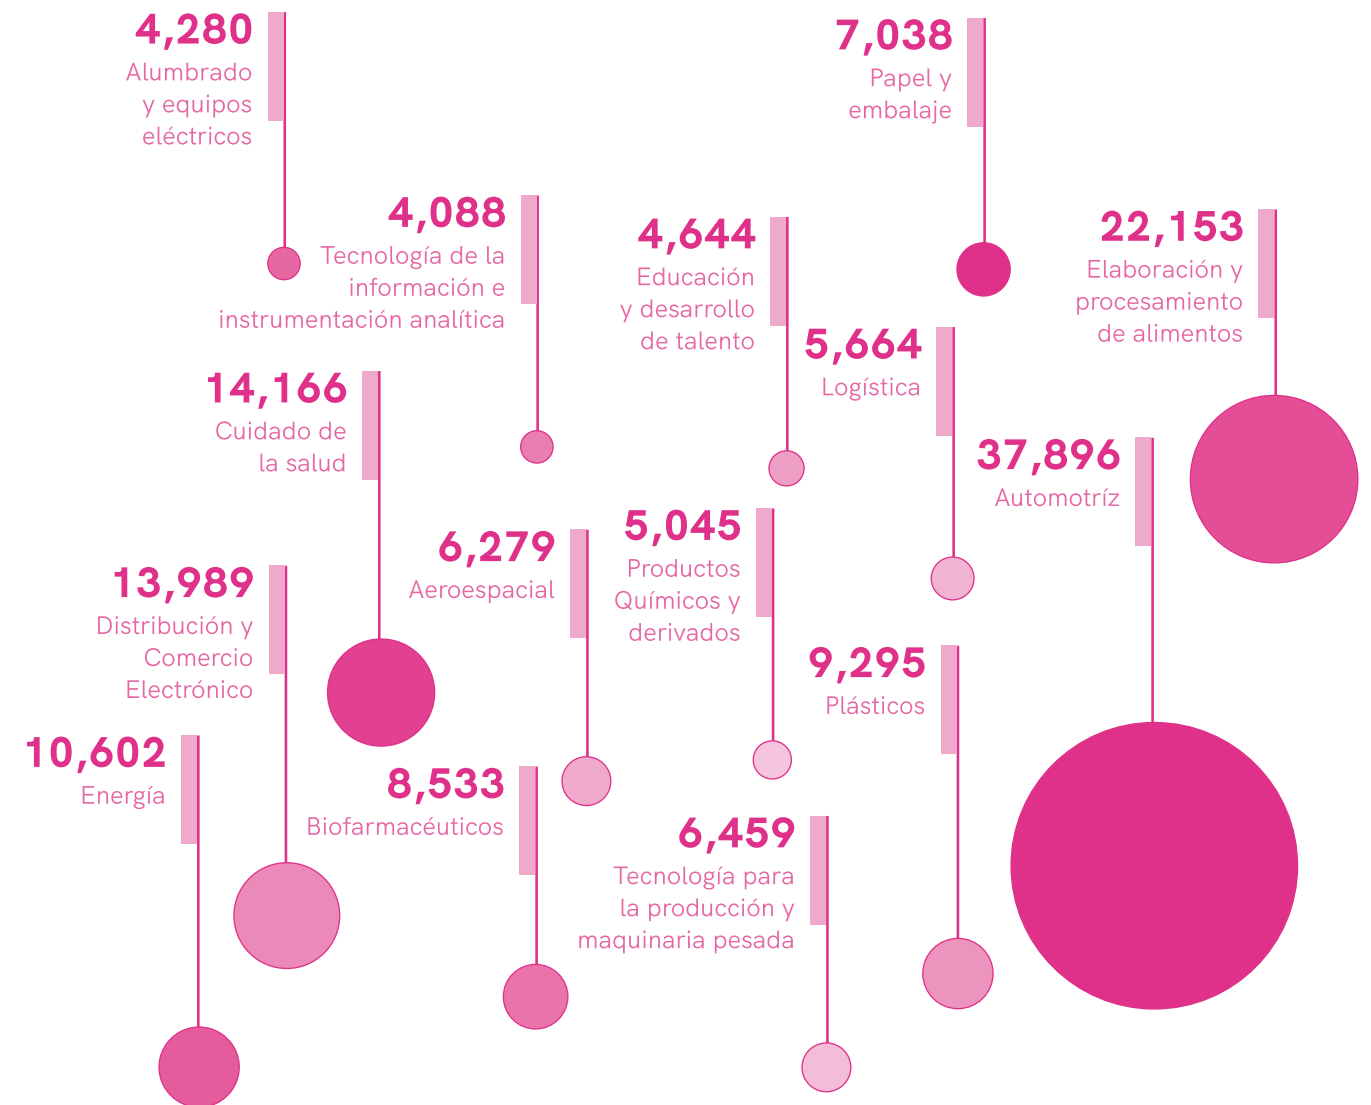 4,280
Alumbrado
y equipos
eléctricos
7,038
Papel y
embalaje
4,088
Tecnología de la
información e
instrumentación analítica
4,644
Educación
y desarrollo
de talento
22,153
Elaboración y
procesamiento
de alimentos
5,664
Logística
14,166
Cuidado de
la salud
37,896
Automotríz
6,279
Aeroespacial
5,045
Productos
Químicos y
derivados
13,989
Distribución y
Comercio
Electrónico
9,295
Plásticos
10,602
Energía
8,533
Biofarmacéuticos
6,459
Tecnología para
la producción y
maquinaria pesada